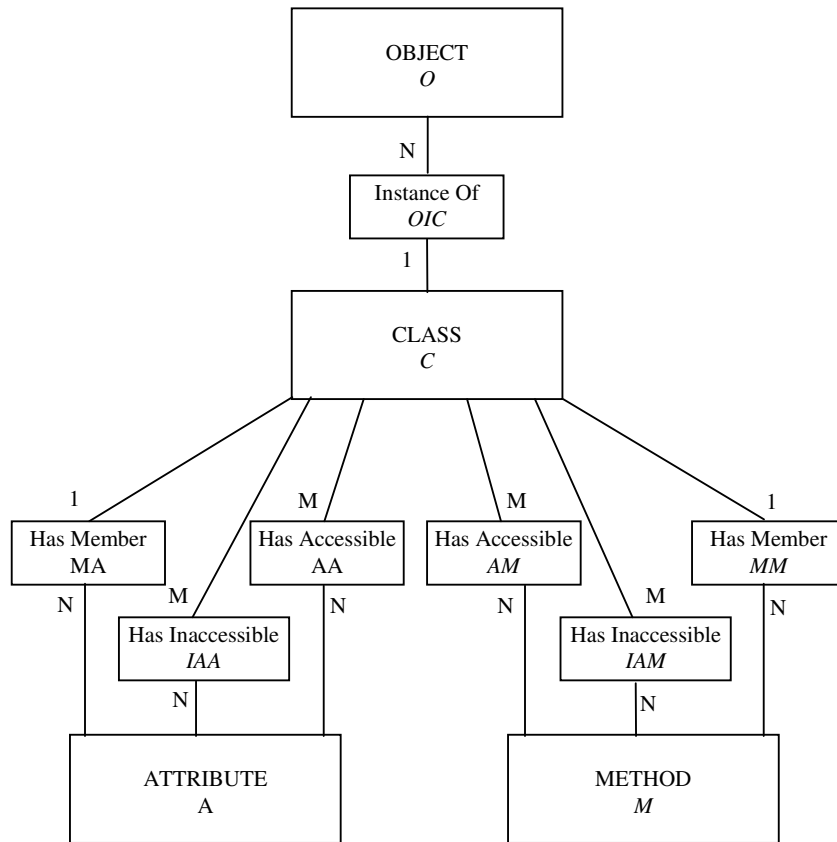 OBJECT
O
N
Instance Of
OIC
1
CLASS
C
1
M
M
1
Has Member
MA
Has Accessible
AA
Has Accessible
AM
Has Member
MM
N
M
N
N
M
N
Has Inaccessible
IAA
Has Inaccessible
IAM
N
N
ATTRIBUTE
A
METHOD
M